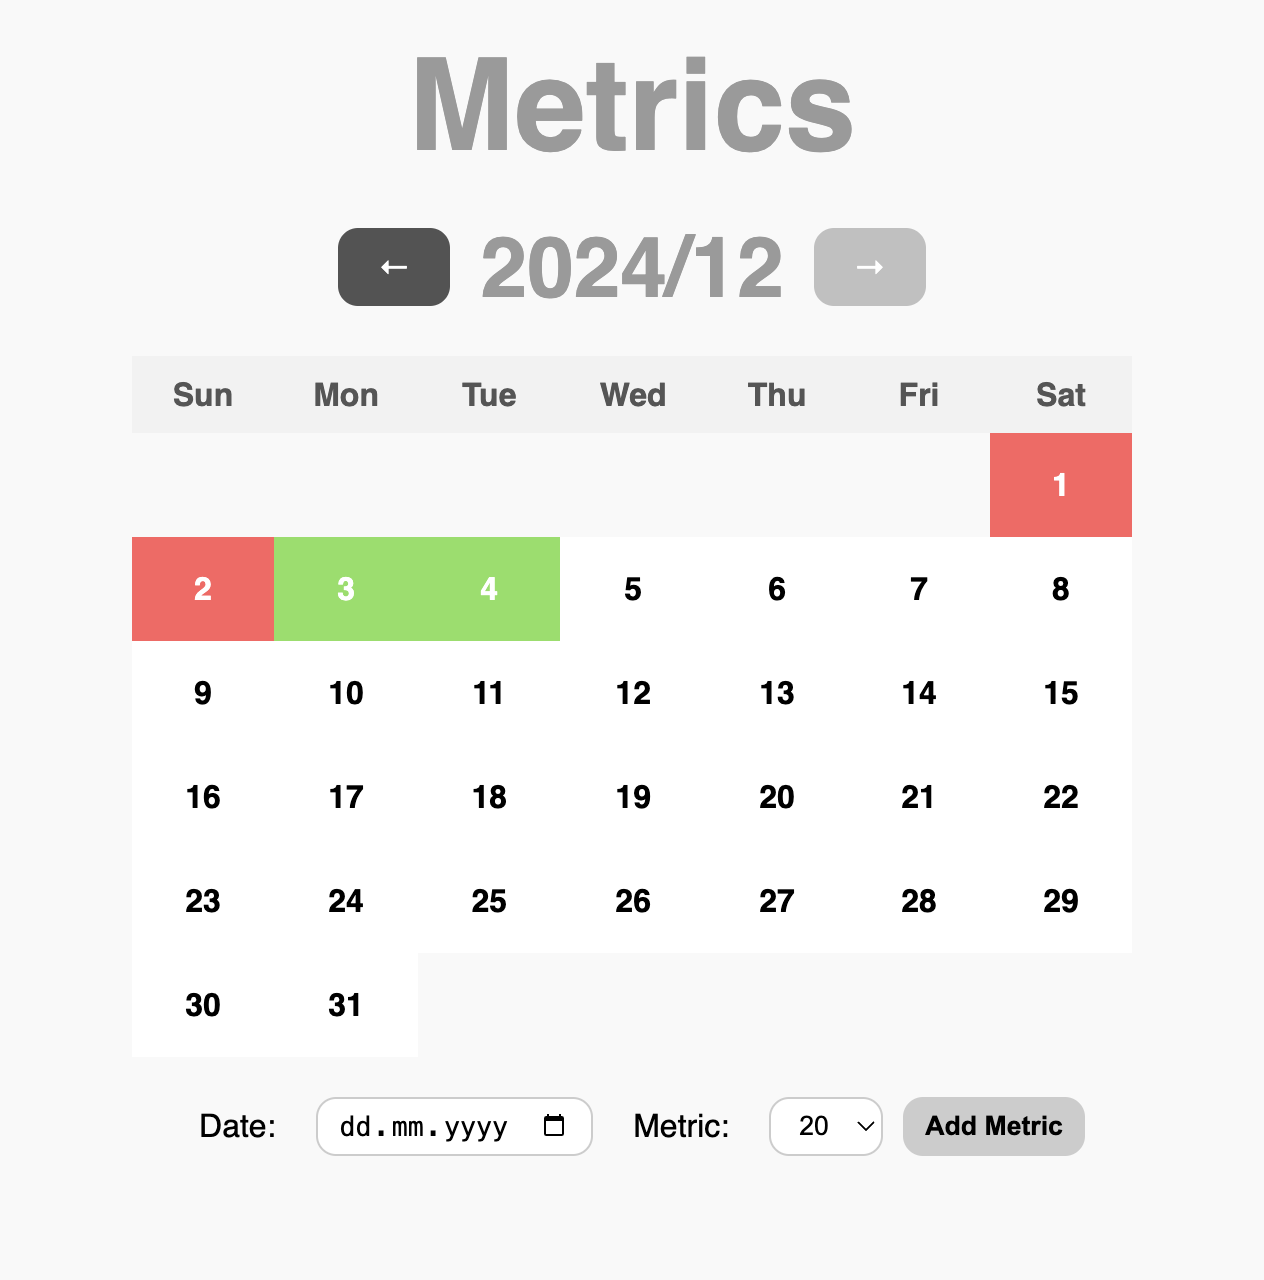 Metrics
← 2024/12 →
Sun Mon Tue Wed Thu Fri Sat
1
2 3 4 5 6 7 8
9 10 11 12 13 14 15
16 17 18 19 20 21 22
23 24 25 26 27 28 29
30 31
Date: dd.mm.yyyy Metric: 20 Add Metric